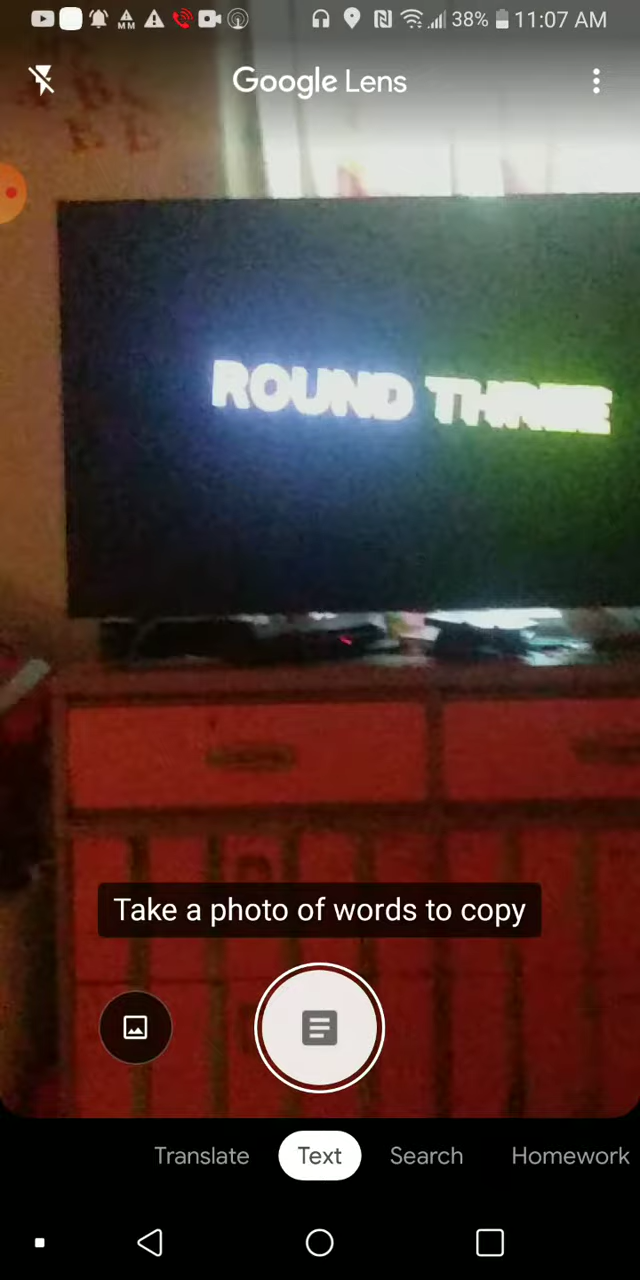 38% 11:07 AM
Google Lens
ROUND THREE
Take a photo of words to copy
Translate Text Search Homework